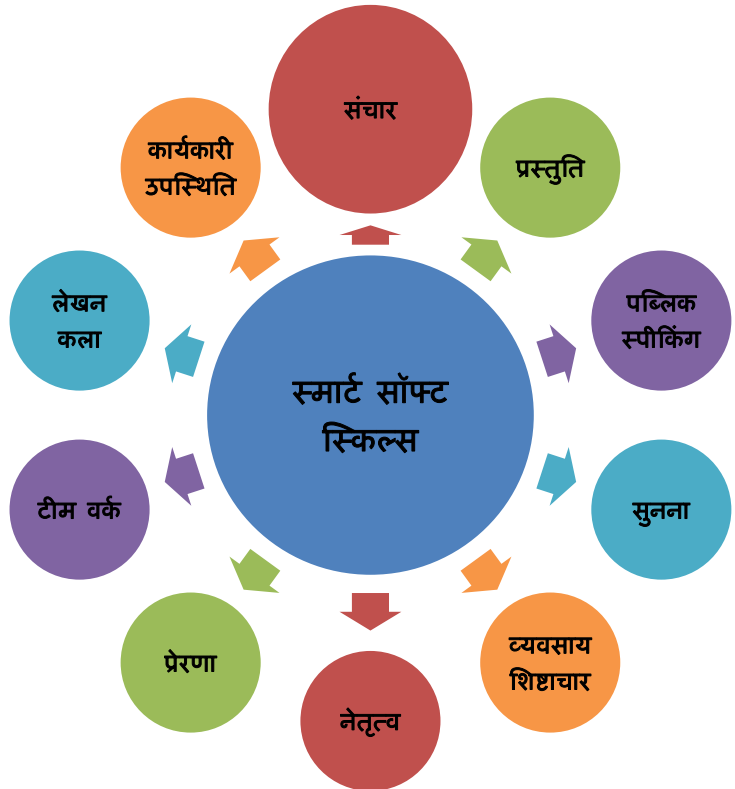 संचार
प्रस्तुति
पब्लिक
स्पीकिंग
सुनना
व्यवसाय
शिष्टाचार
नेतृत्व
प्रेरणा
टीम वर्क
लेखन
कला
कार्यकारी
उपस्थिति
स्मार्ट सॉफ्ट
स्किल्स